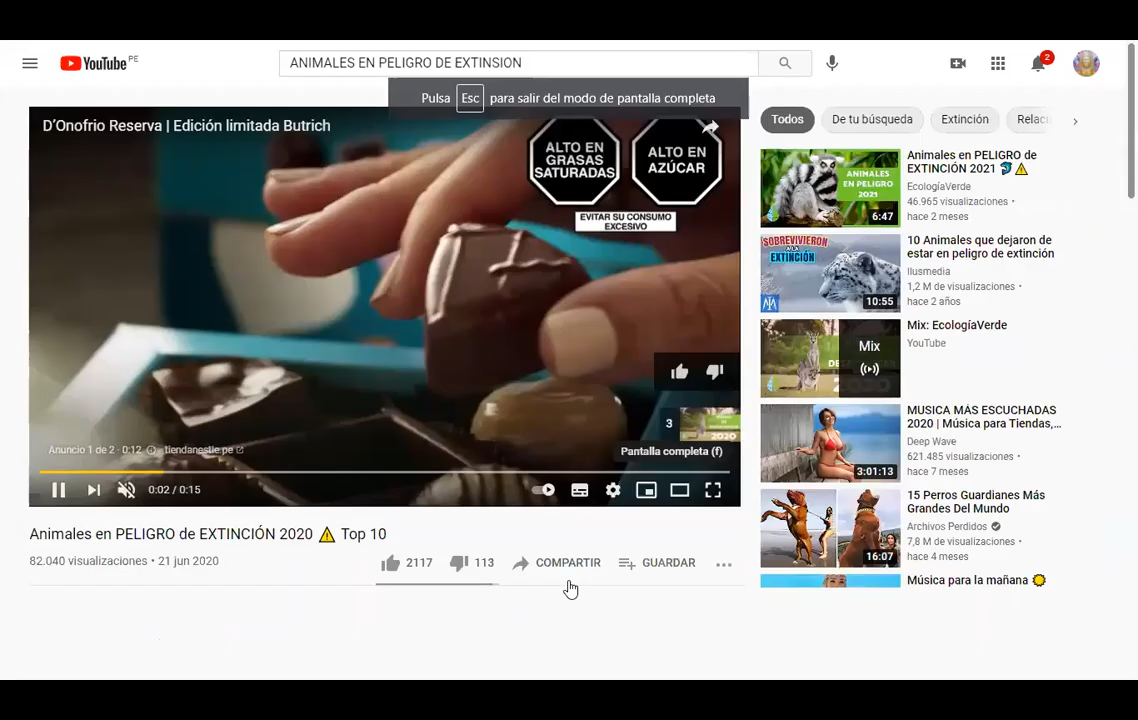 YouTube PE
ANIMALES EN PELIGRO DE EXTINSION
2
Pulsa Esc para salir del modo de pantalla completa
D'Onofrio Reserva | Edición limitada Butrich
ALTO EN
GRASAS
SATURADAS
ALTO EN
AZÚCAR
EVITAR SU CONSUMO
EXCESIVO
3
2020
Anuncio 1 de 2 · 0:12
tiendanestle.pe
Pantalla completa (f)
0:02 / 0:15
Animales en PELIGRO de EXTINCIÓN 2020 ⚠ Top 10
82.040 visualizaciones • 21 jun 2020
2117
113
COMPARTIR
GUARDAR
Todos
De tu búsqueda
Extinción
Relacio
ANIMALES
EN PELIGRO
2021
6:47
Animales en PELIGRO de
EXTINCIÓN 2021
EcologíaVerde
46.965 visualizaciones •
hace 2 meses
SOBREVIVIERON
A LA
EXTINCIÓN
10:55
10 Animales que dejaron de
estar en peligro de extinción
Ilusmedia
1,2 M de visualizaciones •
hace 2 años
Mix
Mix: EcologíaVerde
YouTube
3:01:13
MUSICA MÁS ESCUCHADAS
2020 | Música para Tiendas,...
Deep Wave
621.485 visualizaciones •
hace 7 meses
16:07
15 Perros Guardianes Más
Grandes Del Mundo
Archivos Perdidos
7,8 M de visualizaciones •
hace 4 meses
Música para la mañana